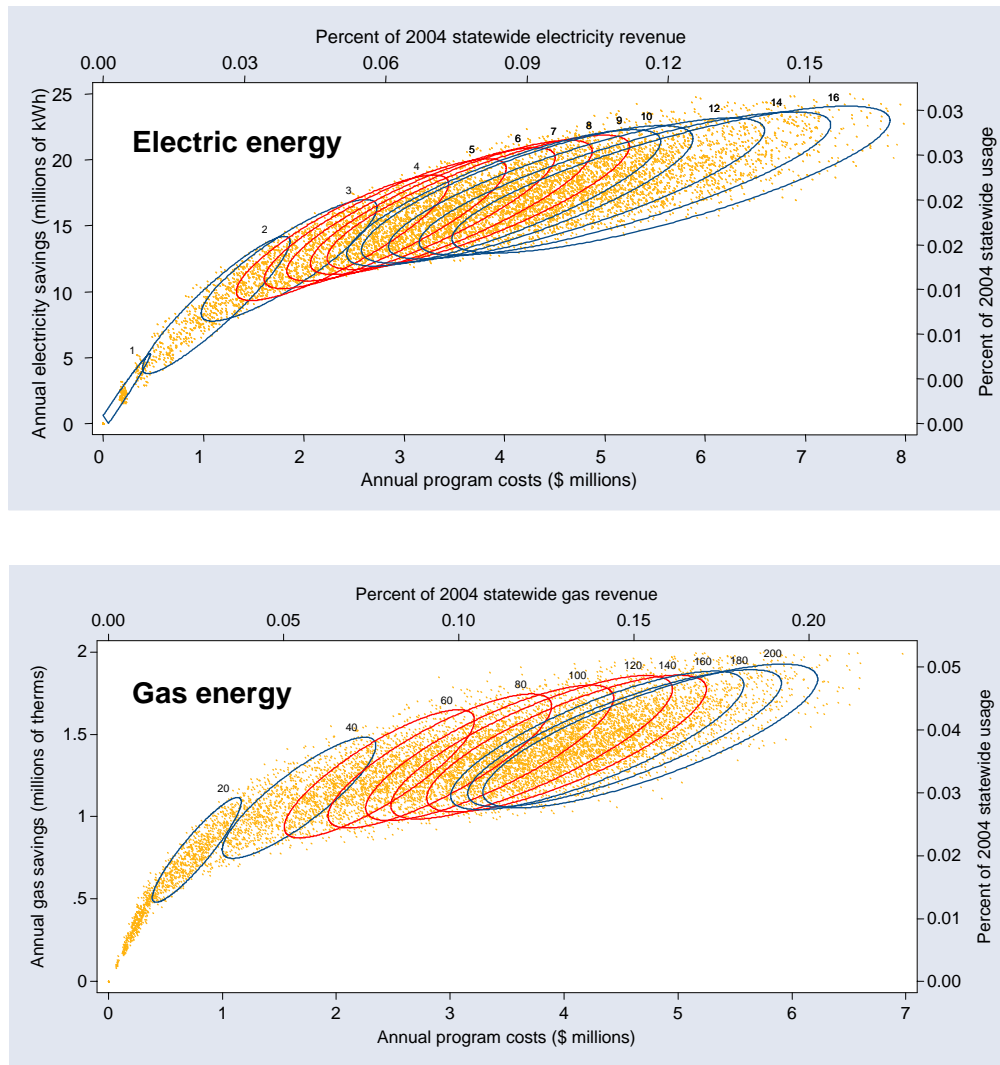 Percent of 2004 statewide electricity revenue
0.00 0.03 0.06 0.09 0.12 0.15
Electric energy
Annual electricity savings (millions of kWh)
25
20
15
10
5
0
1 2 3 4 5 6 7 8 9 10 12 14 16
0.03
0.03
0.02
0.02
0.01
0.01
0.00
0.00
Percent of 2004 statewide usage
0 1 2 3 4 5 6 7 8
Annual program costs ($ millions)
Percent of 2004 statewide gas revenue
0.00 0.05 0.10 0.15 0.20
Gas energy
Annual gas savings (millions of therms)
2
1.5
1
.5
0
20 40 60 80 100 120 140 160 180 200
0.05
0.04
0.03
0.02
0.01
0.00
Percent of 2004 statewide usage
0 1 2 3 4 5 6 7
Annual program costs ($ millions)